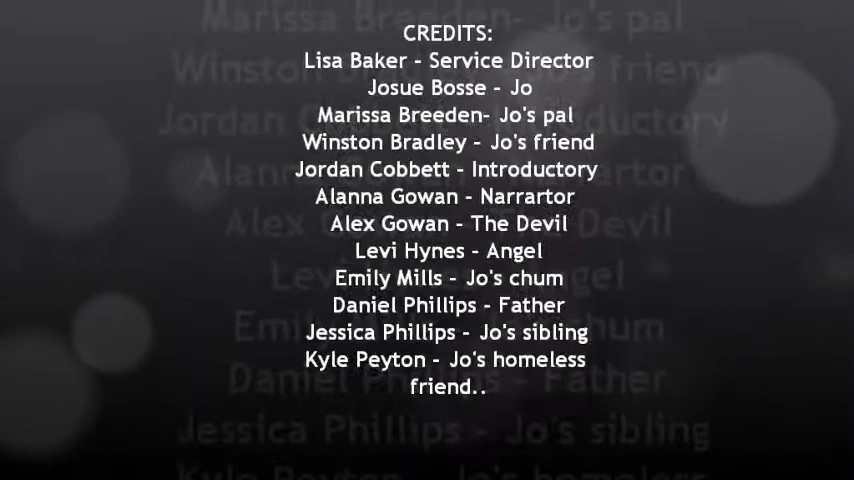 CREDITS:
Lisa Baker - Service Director
Josue Bosse - Jo
Marissa Breeden- Jo's pal
Winston Bradley - Jo's friend
Jordan Cobbett - Introductory
Alanna Gowan - Narrartor
Alex Gowan - The Devil
Levi Hynes - Angel
Emily Mills - Jo's chum
Daniel Phillips - Father
Jessica Phillips - Jo's sibling
Kyle Peyton - Jo's homeless
friend..